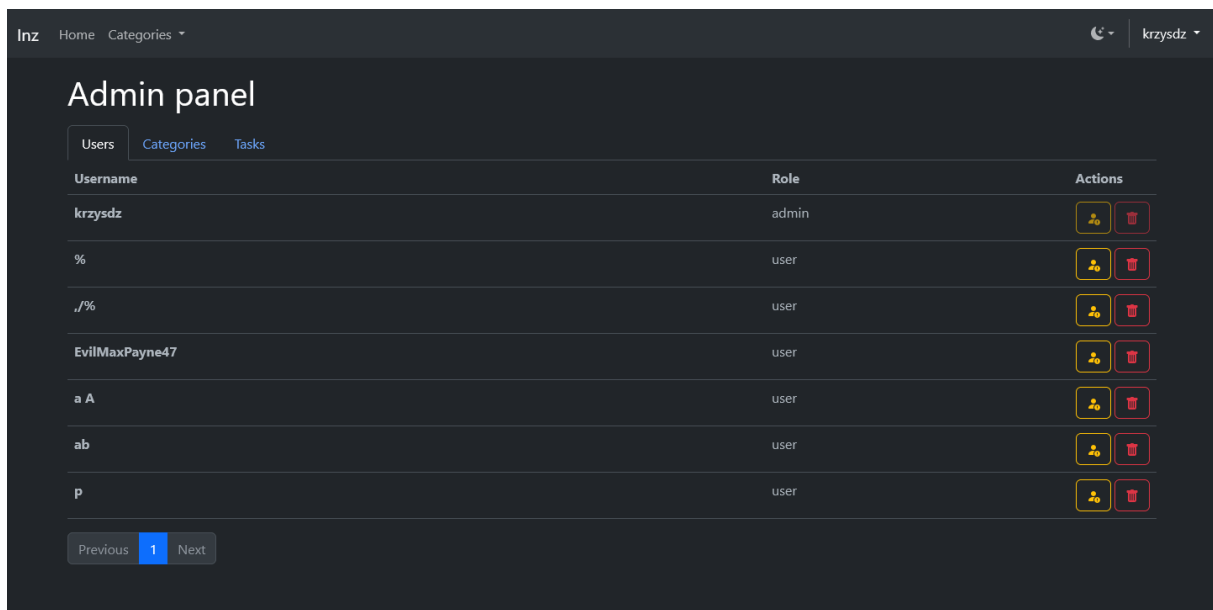 Inz Home Categories krzysdz
Admin panel
Users Categories Tasks
Username Role Actions
krzysdz admin
% user
,/% user
EvilMaxPayne47 user
a A user
ab user
p user
Previous 1 Next